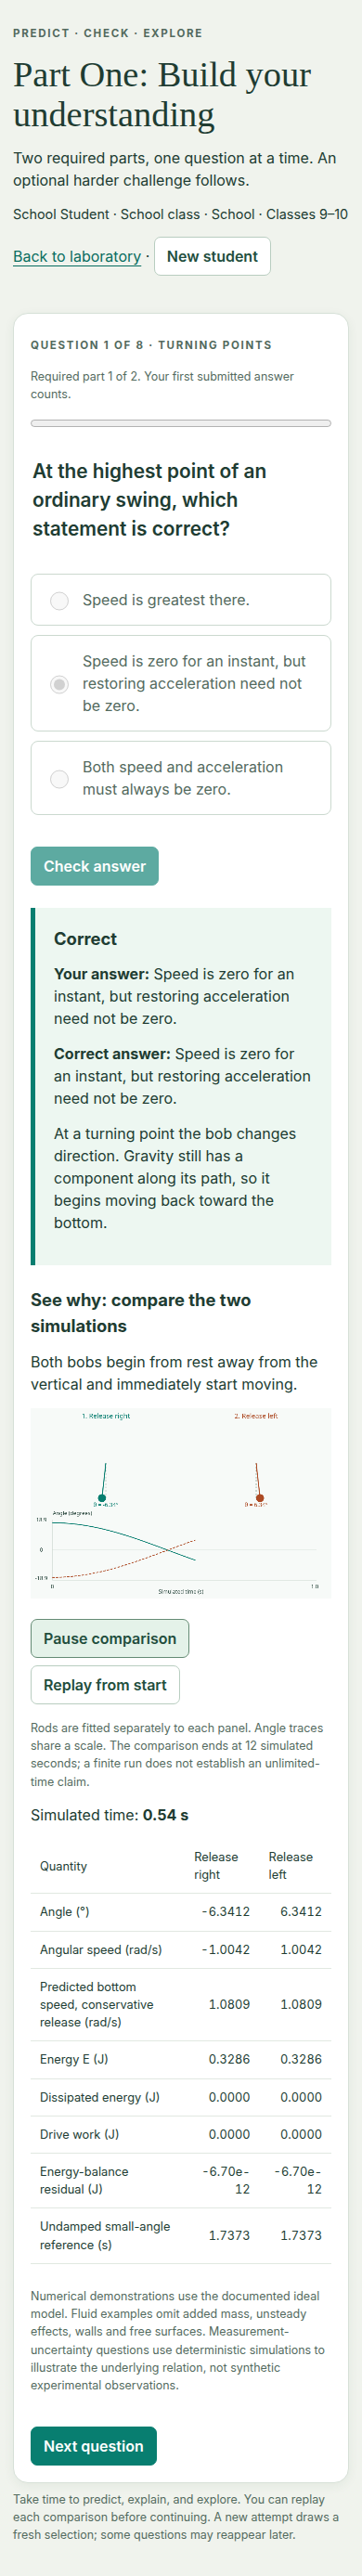 PREDICT · CHECK · EXPLORE
Part One: Build your
understanding
Two required parts, one question at a time. An
optional harder challenge follows.
School Student · School class · School · Classes 9–10
Back to laboratory · New student
QUESTION 1 OF 8 · TURNING POINTS
Required part 1 of 2. Your first submitted answer
counts.
At the highest point of an
ordinary swing, which
statement is correct?
Speed is greatest there.
Speed is zero for an instant, but
restoring acceleration need not
be zero.
Both speed and acceleration
must always be zero.
Check answer
Correct
Your answer: Speed is zero for an
instant, but restoring acceleration
need not be zero.
Correct answer: Speed is zero for
an instant, but restoring acceleration
need not be zero.
At a turning point the bob changes
direction. Gravity still has a
component along its path, so it
begins moving back toward the
bottom.
See why: compare the two
simulations
Both bobs begin from rest away from the
vertical and immediately start moving.
1. Release right 2. Release left
Angle (degrees)
0
0
Simulated time (s)
Pause comparison
Replay from start
Rods are fitted separately to each panel. Angle traces
share a scale. The comparison ends at 12 simulated
seconds; a finite run does not establish an unlimited-
time claim.
Simulated time: 0.54 s
Quantity Release right Release left
Angle (°) -6.3412 6.3412
Angular speed (rad/s) -1.0042 1.0042
Predicted bottom
speed, conservative 1.0809 1.0809
release (rad/s)
Energy E (J) 0.3286 0.3286
Dissipated energy (J) 0.0000 0.0000
Drive work (J) 0.0000 0.0000
Energy-balance -6.70e- -6.70e-
residual (J) 12 12
Undamped small-angle 1.7373 1.7373
reference (s)
Numerical demonstrations use the documented ideal
model. Fluid examples omit added mass, unsteady
effects, walls and free surfaces. Measurement-
uncertainty questions use deterministic simulations to
illustrate the underlying relation, not synthetic
experimental observations.
Next question
Take time to predict, explain, and explore. You can replay
each comparison before continuing. A new attempt draws a
fresh selection; some questions may reappear later.